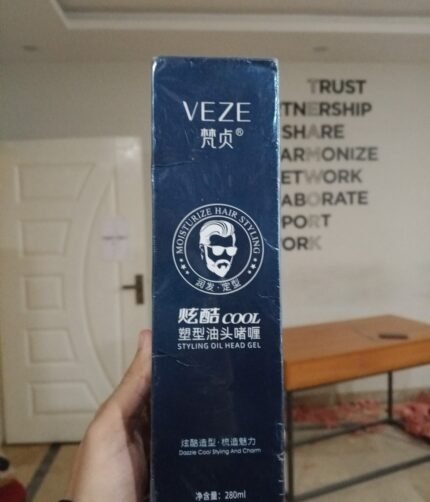 VEZE
梵贞®
MOISTURIZE HAIR STYLING
润发·定型
炫酷COOL
塑型油头啫喱
STYLING OIL HEAD GEL
炫酷造型·梳造魅力
Dazzle Cool Styling And Charm
净含量：280ml
TRUST
TNERSHIP
SHARE
ARMONIZE
ETWORK
ABORATE
PORT
ORK